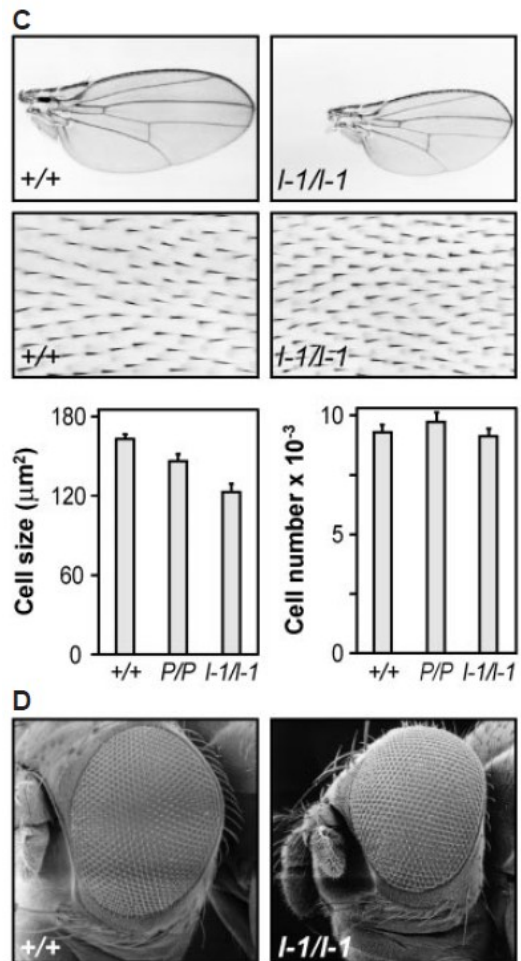 C
+/+
l-1/l-1
+/+
l-1/l-1
Cell size (μm²)
180
120
60
0
+/+ P/P l-1/l-1
Cell number x 10⁻³
10
5
0
+/+ P/P l-1/l-1
D
+/+
l-1/l-1